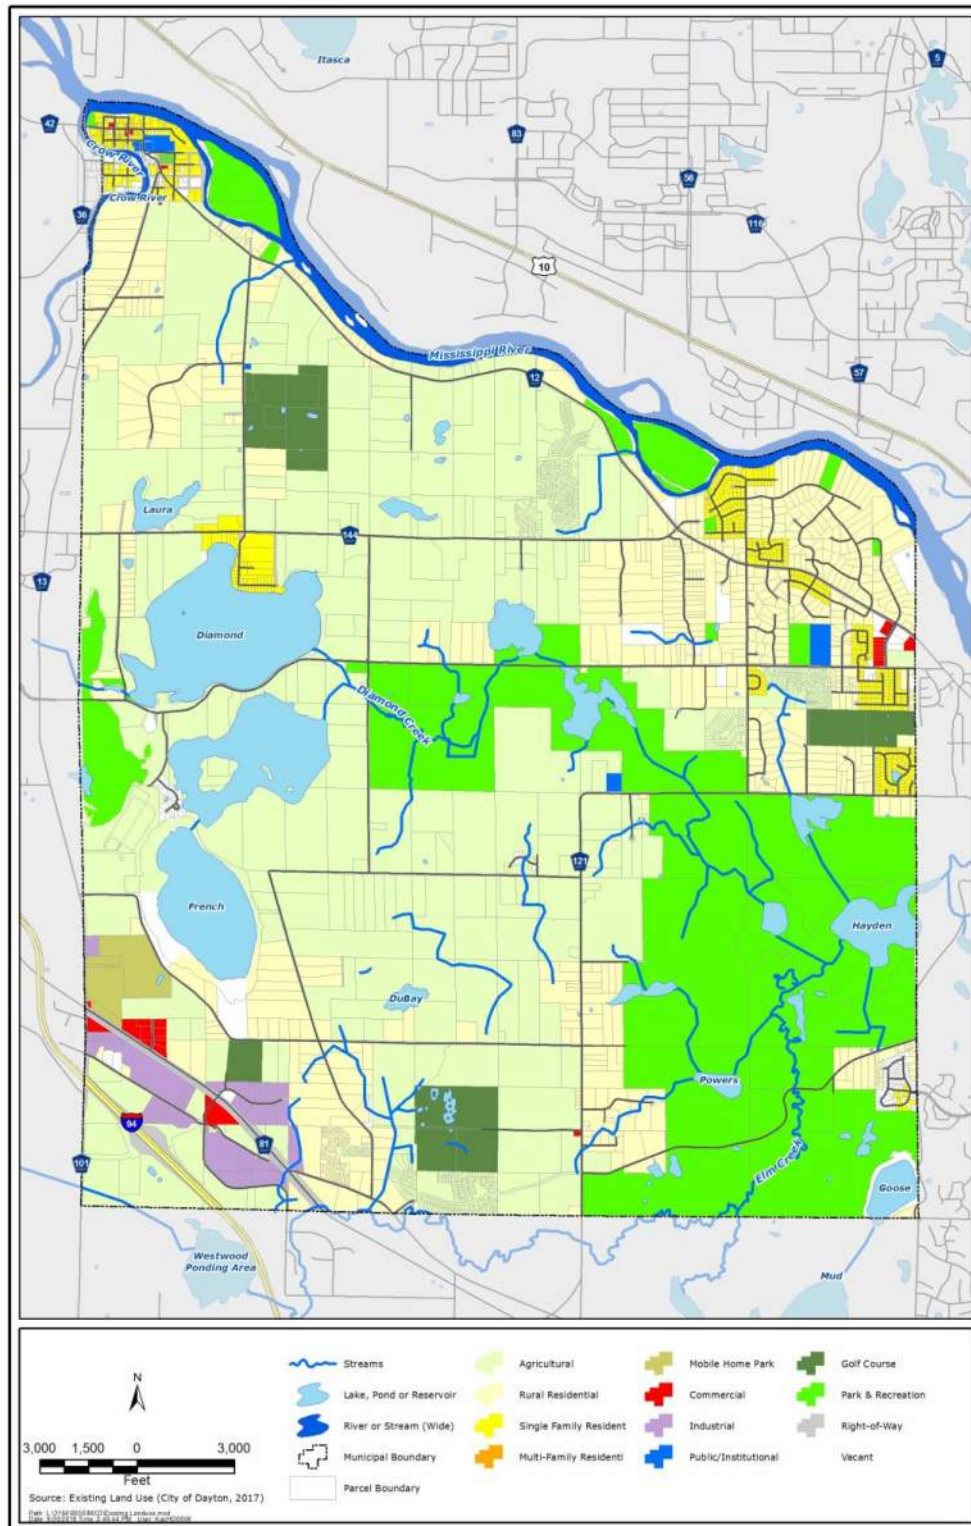 Itasca
5
42
83
Crow River
56
Crow River
36
116
10
Mississippi River
12
57
Laura
144
13
Diamond
Diamond Creek
121
French
Hayden
DuBay
Powers
94
81
101
Elm Creek
Goose
Westwood
Ponding Area
Mud
N
3,000 1,500 0 3,000
Feet
Source: Existing Land Use (City of Dayton, 2017)
Streams
Lake, Pond or Reservoir
River or Stream (Wide)
Municipal Boundary
Parcel Boundary
Agricultural
Rural Residential
Single Family Resident
Multi-Family Residenti
Mobile Home Park
Commercial
Industrial
Public/Institutional
Golf Course
Park & Recreation
Right-of-Way
Vacant